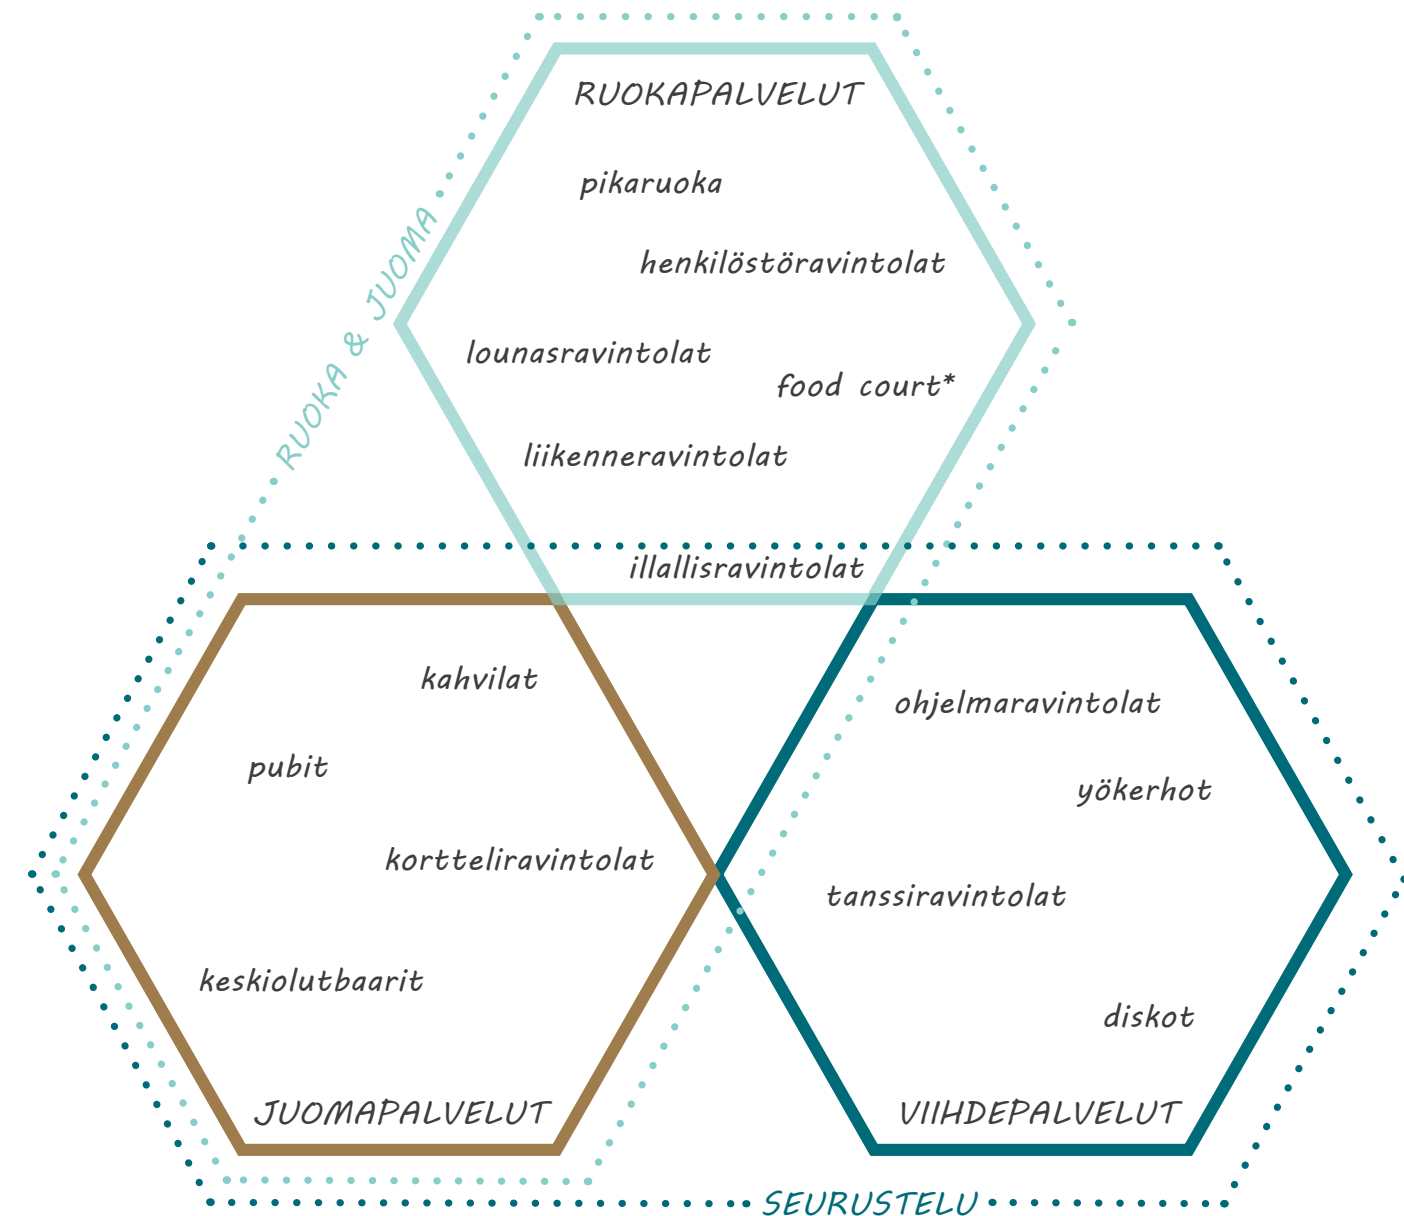 RUOKAPALVELUT
pikaruoka
RUOKA & JUOMA
henkilöstöravintolat
lounasravintolat
food court*
liikenneravintolat
illallisravintolat
kahvilat
pubit
kortteliravintolat
keskiolutbaarit
JUOMAPALVELUT
ohjelmaravintolat
yökerhot
tanssiravintolat
diskot
VIIHDEPALVELUT
SEURUSTELU